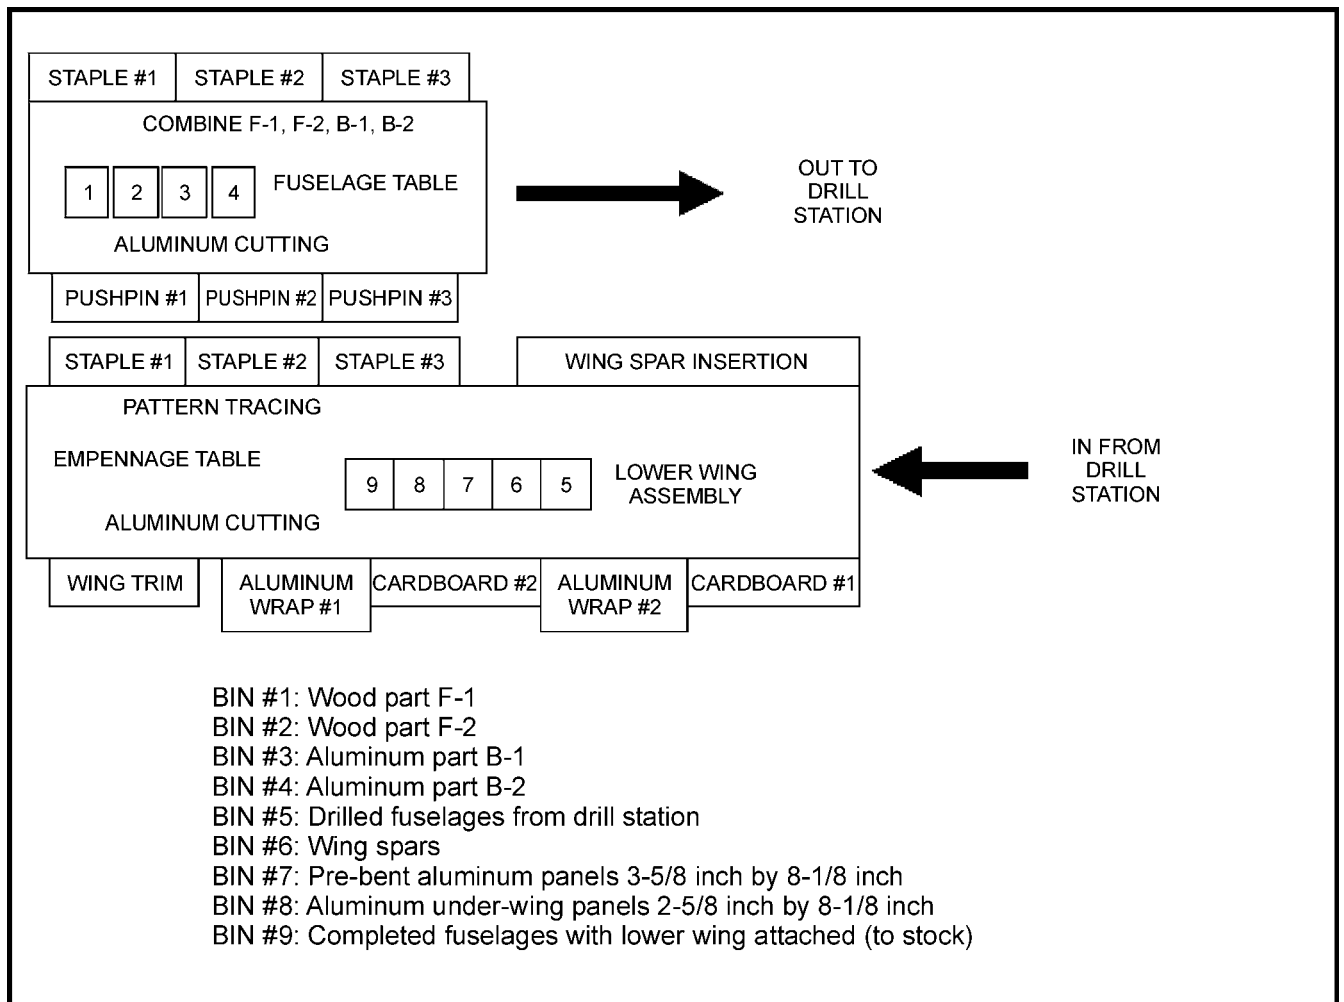 STAPLE #1 STAPLE #2 STAPLE #3
COMBINE F-1, F-2, B-1, B-2
1 2 3 4 FUSELAGE TABLE
ALUMINUM CUTTING
PUSHPIN #1 PUSHPIN #2 PUSHPIN #3
OUT TO
DRILL
STATION
STAPLE #1 STAPLE #2 STAPLE #3 WING SPAR INSERTION
PATTERN TRACING
EMPENNAGE TABLE
9 8 7 6 5
LOWER WING
ASSEMBLY
ALUMINUM CUTTING
IN FROM
DRILL
STATION
WING TRIM
ALUMINUM
WRAP #1
CARDBOARD #2
ALUMINUM
WRAP #2
CARDBOARD #1
BIN #1: Wood part F-1
BIN #2: Wood part F-2
BIN #3: Aluminum part B-1
BIN #4: Aluminum part B-2
BIN #5: Drilled fuselages from drill station
BIN #6: Wing spars
BIN #7: Pre-bent aluminum panels 3-5/8 inch by 8-1/8 inch
BIN #8: Aluminum under-wing panels 2-5/8 inch by 8-1/8 inch
BIN #9: Completed fuselages with lower wing attached (to stock)